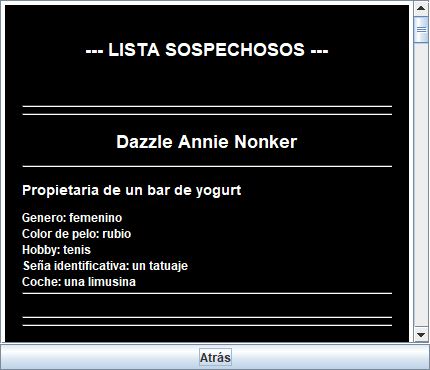 --- LISTA SOSPECHOSOS ---
Dazzle Annie Nonker
Propietaria de un bar de yogurt
Genero: femenino
Color de pelo: rubio
Hobby: tenis
Seña identificativa: un tatuaje
Coche: una limusina
Atrás